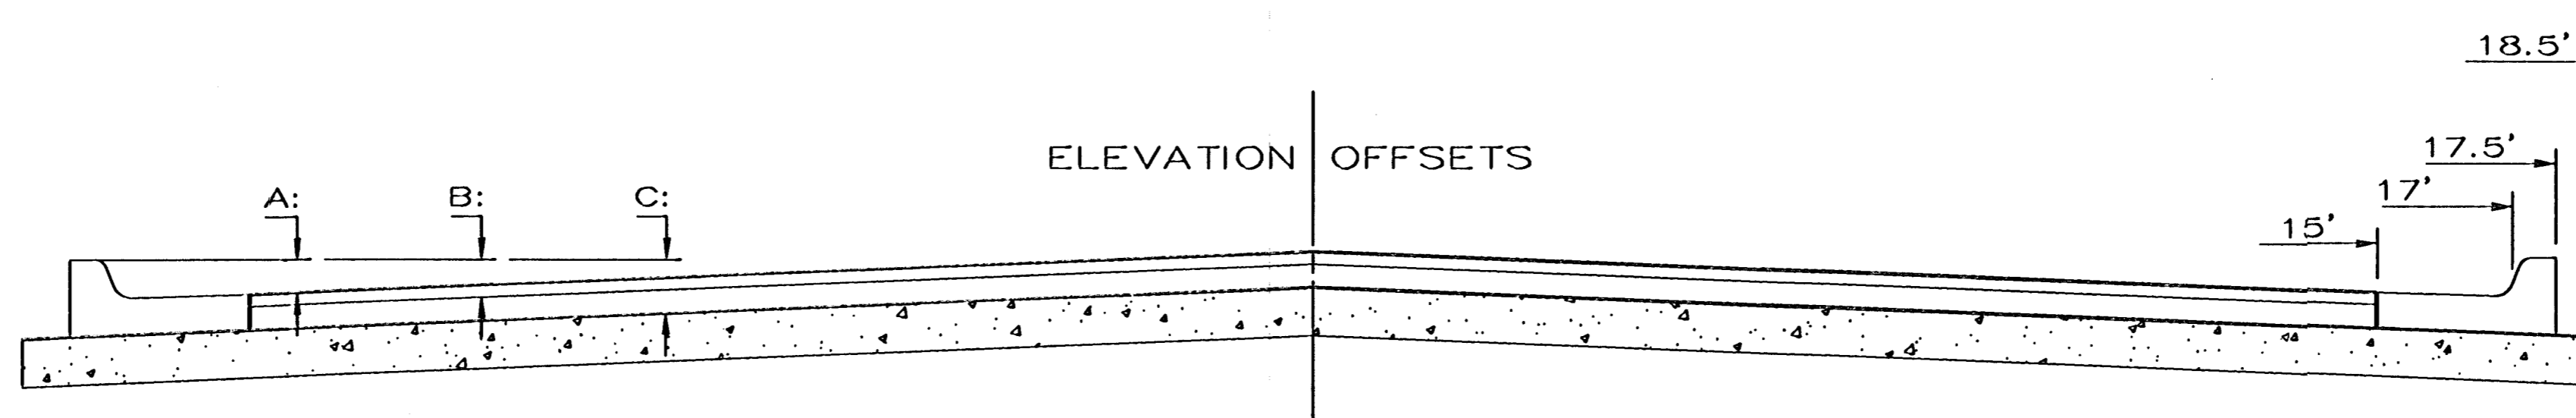 18.5'
ELEVATION OFFSETS
17.5'
A: B: C:
17'
15'